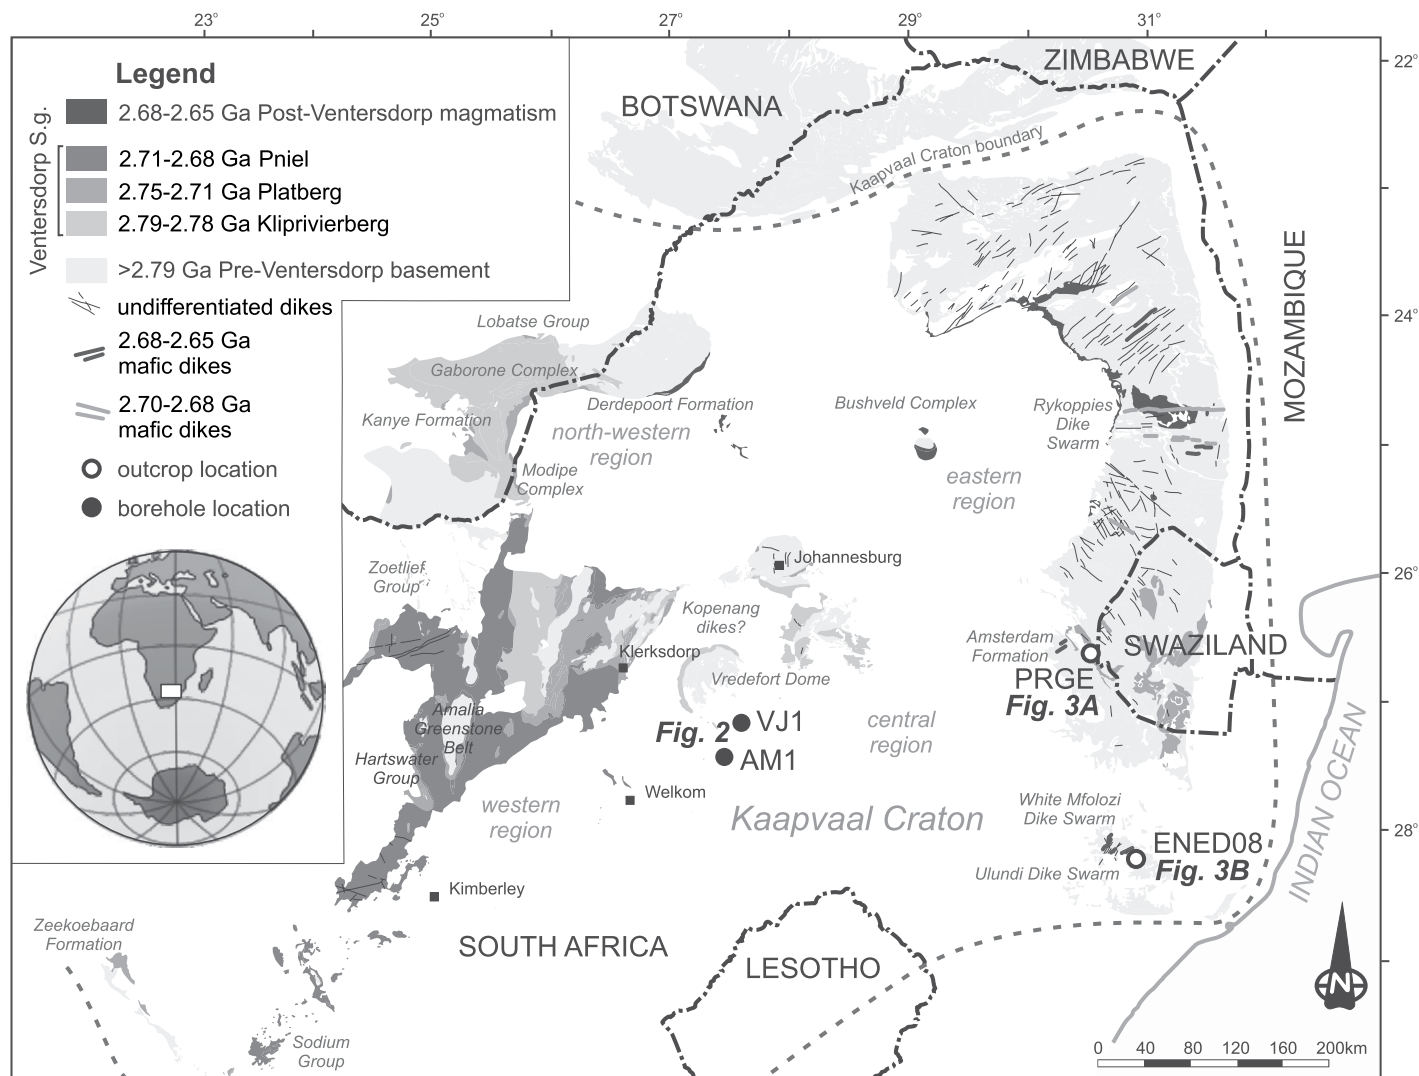 23°
25°
27°
29°
31°
Legend
Ventersdorp S.g.
2.68-2.65 Ga Post-Ventersdorp magmatism
2.71-2.68 Ga Pniel
2.75-2.71 Ga Platberg
2.79-2.78 Ga Kliprivierberg
>2.79 Ga Pre-Ventersdorp basement
undifferentiated dikes
2.68-2.65 Ga
mafic dikes
2.70-2.68 Ga
mafic dikes
outcrop location
borehole location
ZIMBABWE
22°
BOTSWANA
Kaapvaal Craton boundary
MOZAMBIQUE
24°
Lobatse Group
Gaborone Complex
Kanye Formation
Derdepoort Formation
north-western
region
Modipe
Complex
Bushveld Complex
Rykoppies
Dike
Swarm
eastern
region
Zoetlief
Group
Johannesburg
26°
Kopenang
dikes?
Klerksdorp
Vredefort Dome
Amsterdam
Formation
SWAZILAND
PRGE
Fig. 3A
Amalia
Greenstone
Belt
Hartswater
Group
Fig. 2
VJ1
AM1
central
region
Welkom
western
region
Kaapvaal Craton
White Mfolozi
Dike Swarm
28°
ENED08
Fig. 3B
Ulundi Dike Swarm
INDIAN OCEAN
Kimberley
Zeekoebaard
Formation
SOUTH AFRICA
LESOTHO
Sodium
Group
N
0 40 80 120 160 200km